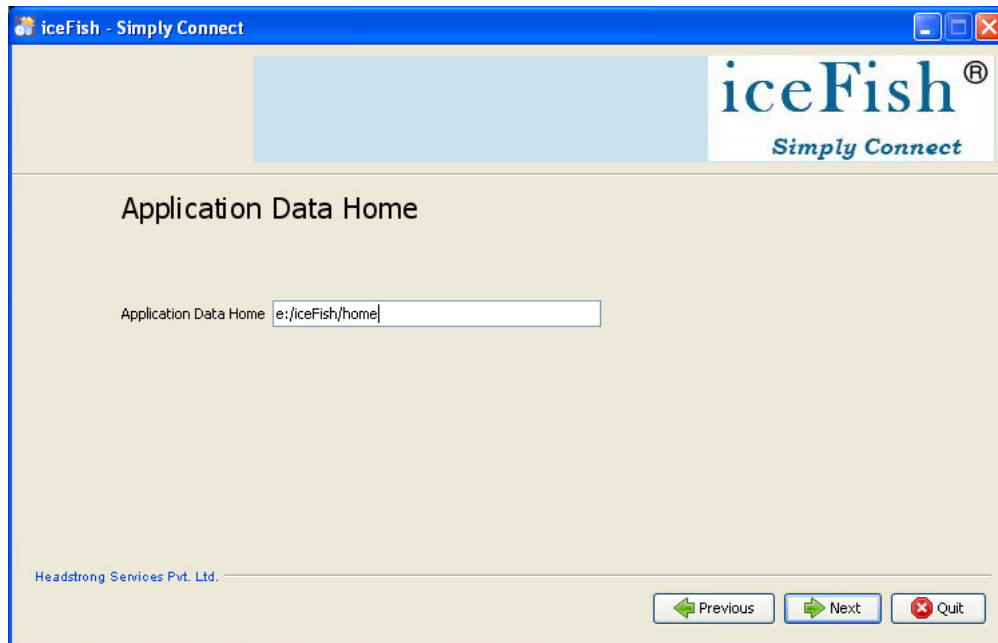 iceFish - Simply Connect
iceFish ®
Simply Connect
Application Data Home
Application Data Home e:/iceFish/home
Headstrong Services Pvt. Ltd.
Previous Next Quit